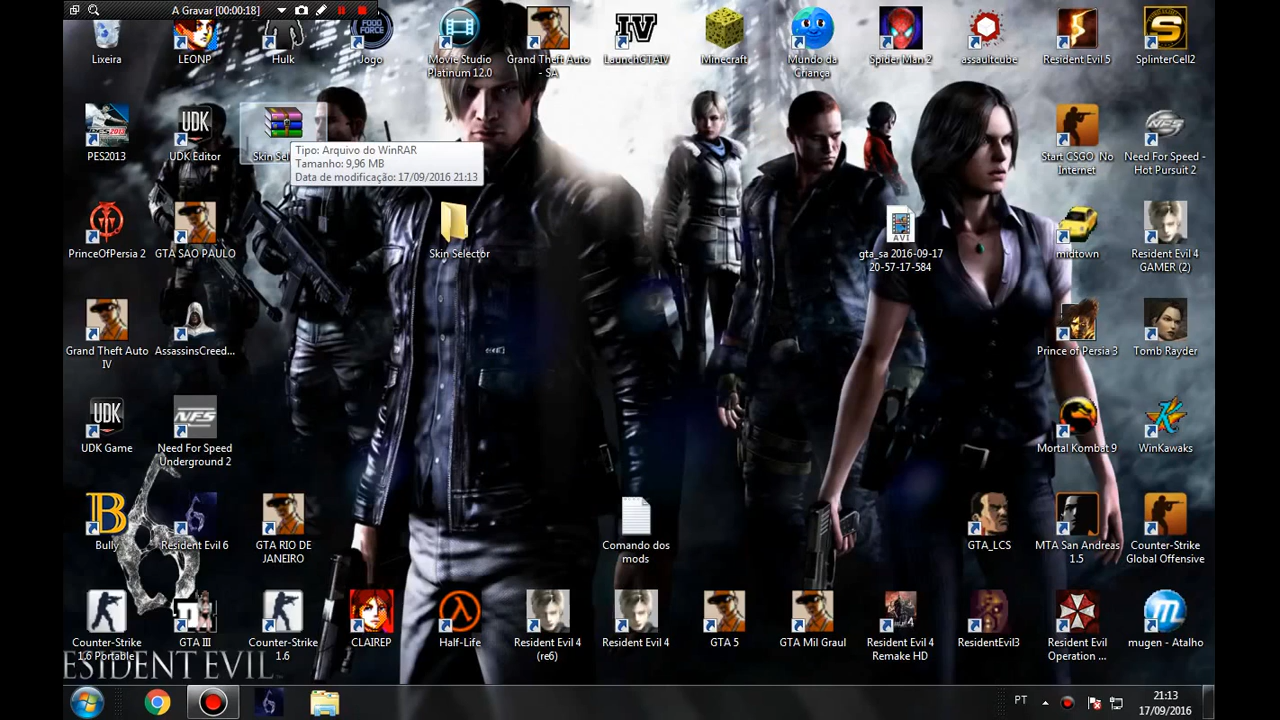 A Gravar [00:00:18]
Lixeira
LEONP
Hulk
FOOD FORCE
Jogo
Movie Studio Platinum 12.0
IV
Grand Theft Auto - SA
LaunchGTAIV
Minecraft
Mundo da Criança
Spider Man 2
assaultcube
Resident Evil 5
SplinterCell2
PES2013
UDK
UDK Editor
Skin
Tipo: Arquivo do WinRAR
Tamanho: 9,96 MB
Data de modificação: 17/09/2016 21:13
Start CSGO No Internet
Need For Speed - Hot Pursuit 2
PrinceOfPersia 2
GTA SAO PAULO
Skin Selector
AVI
gta_sa 2016-09-17 20-57-17-584
midtown
Resident Evil 4 GAMER (2)
Grand Theft Auto IV
AssassinsCreed...
Prince of Persia 3
Tomb Rayder
UDK
UDK Game
NFS
Need For Speed Underground 2
Mortal Kombat 9
WinKawaks
Bully
Resident Evil 6
GTA RIO DE JANEIRO
Comando dos mods
GTA_LCS
MTA San Andreas 1.5
Counter-Strike Global Offensive
Counter-Strike 1.6 Portable
GTA III
Counter-Strike 1.6
CLAIREP
Half-Life
Resident Evil 4 (re6)
Resident Evil 4
GTA 5
GTA Mil Graul
Resident Evil 4 Remake HD
ResidentEvil3
Resident Evil Operation ...
mugen - Atalho
RESIDENT EVIL
PT
21:13
17/09/2016